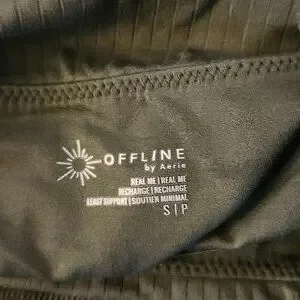 OFFLINE
by Aerie
REAL ME | REAL ME
RECHARGE | RECHARGE
LEAST SUPPORT | SOUTIEN MINIMAL
S | P